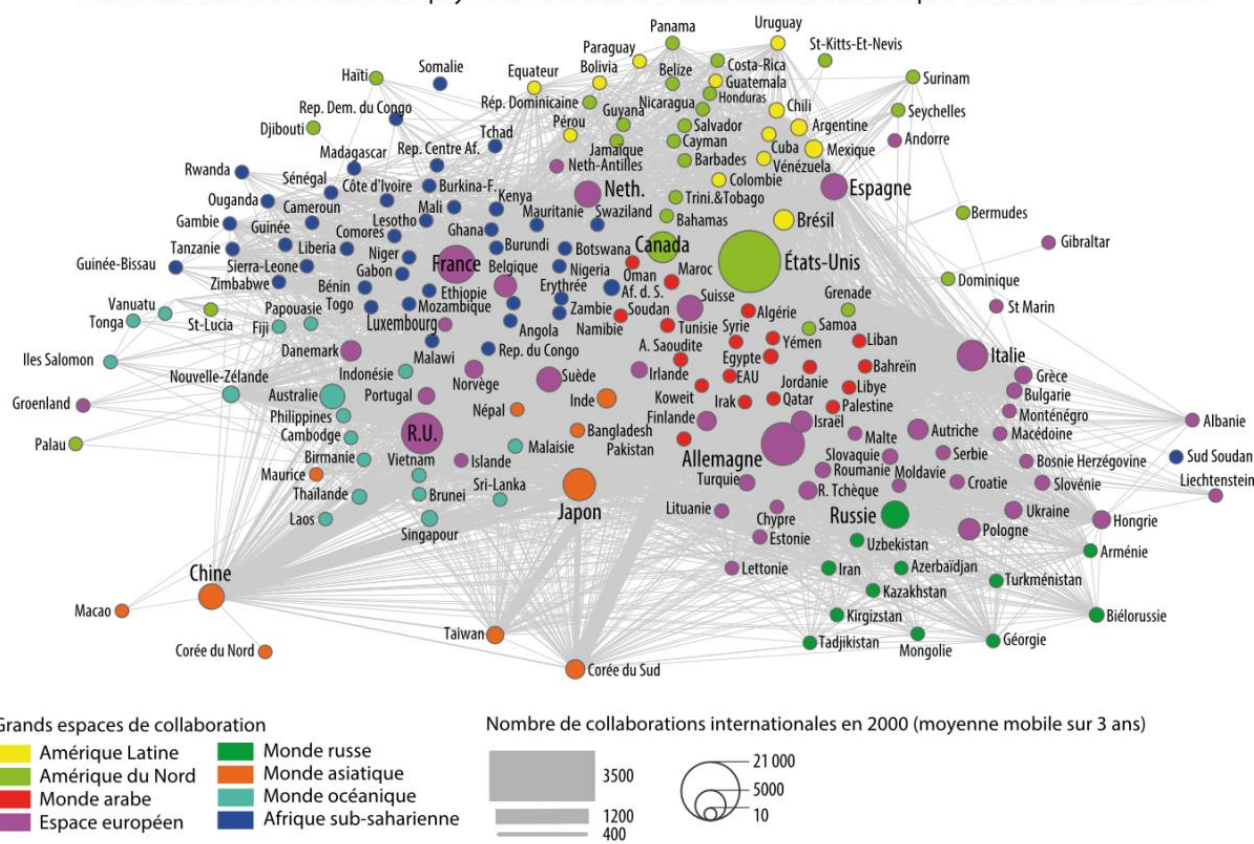 Panama
Uruguay
St-Kitts-Et-Nevis
Paraguay
Haïti
Somalie
Equateur
Bolivia
Belize
Costa-Rica
Guatemala
Surinam
Rép. Dominicaine
Nicaragua
Honduras
Rep. Dem. du Congo
Guyana
Chili
Seychelles
Djibouti
Tchad
Pérou
Salvador
Argentine
Jamaïque
Cayman
Cuba
Mexique
Andorre
Madagascar
Rep. Centre Af.
Neth-Antilles
Barbades
Vénézuela
Rwanda
Sénégal
Côte d'Ivoire
Burkina-F.
Neth.
Colombie
Espagne
Ouganda
Cameroun
Mali
Kenya
Trini.&Tobago
Gambie
Guinée
Lesotho
Mauritanie
Swaziland
Bahamas
Brésil
Bermudes
Comores
Ghana
Tanzanie
Liberia
Niger
Burundi
Botswana
Canada
Gibraltar
Guinée-Bissau
Sierra-Leone
Gabon
France
Belgique
Nigeria
Oman
Maroc
États-Unis
Zimbabwe
Bénin
Ethiopie
Erythrée
Af. d. S.
Dominique
Vanuatu
Papouasie
Togo
Mozambique
Zambie
Soudan
Suisse
Algérie
Grenade
St Marin
Tonga
St-Lucia
Fiji
Luxembourg
Angola
Namibie
Tunisie
Syrie
Samoa
Danemark
Malawi
Rep. du Congo
A. Saoudite
Yémen
Liban
Iles Salomon
Egypte
Italie
Nouvelle-Zélande
Indonésie
Norvège
Suède
Irlande
EAU
Jordanie
Bahreïn
Grèce
Australie
Portugal
Inde
Koweit
Libye
Bulgarie
Groenland
Philippines
Népal
Irak
Qatar
Palestine
Monténégro
Finlande
Israël
Albanie
Palau
Cambodge
R.U.
Bangladesh
Malte
Autriche
Macédoine
Birmanie
Vietnam
Malaisie
Pakistan
Allemagne
Slovaquie
Serbie
Bosnie Herzégovine
Sud Soudan
Maurice
Islande
Turquie
Roumanie
Moldavie
Liechtenstein
Thaïlande
Brunei
Sri-Lanka
R. Tchèque
Croatie
Slovénie
Laos
Singapour
Japon
Lituanie
Chypre
Russie
Ukraine
Pologne
Hongrie
Estonie
Uzbekistan
Arménie
Chine
Lettonie
Iran
Azerbaïdjan
Turkménistan
Kazakhstan
Macao
Kirgizstan
Biélorussie
Taiwan
Tadjikistan
Mongolie
Géorgie
Corée du Nord
Corée du Sud
Grands espaces de collaboration
Amérique Latine
Amérique du Nord
Monde arabe
Espace européen
Monde russe
Monde asiatique
Monde océanique
Afrique sub-saharienne
Nombre de collaborations internationales en 2000 (moyenne mobile sur 3 ans)
3500
1200
400
21 000
5000
10